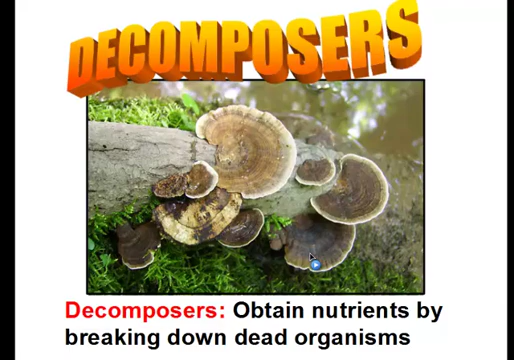 DECOMPOSERS
Decomposers: Obtain nutrients by
breaking down dead organisms